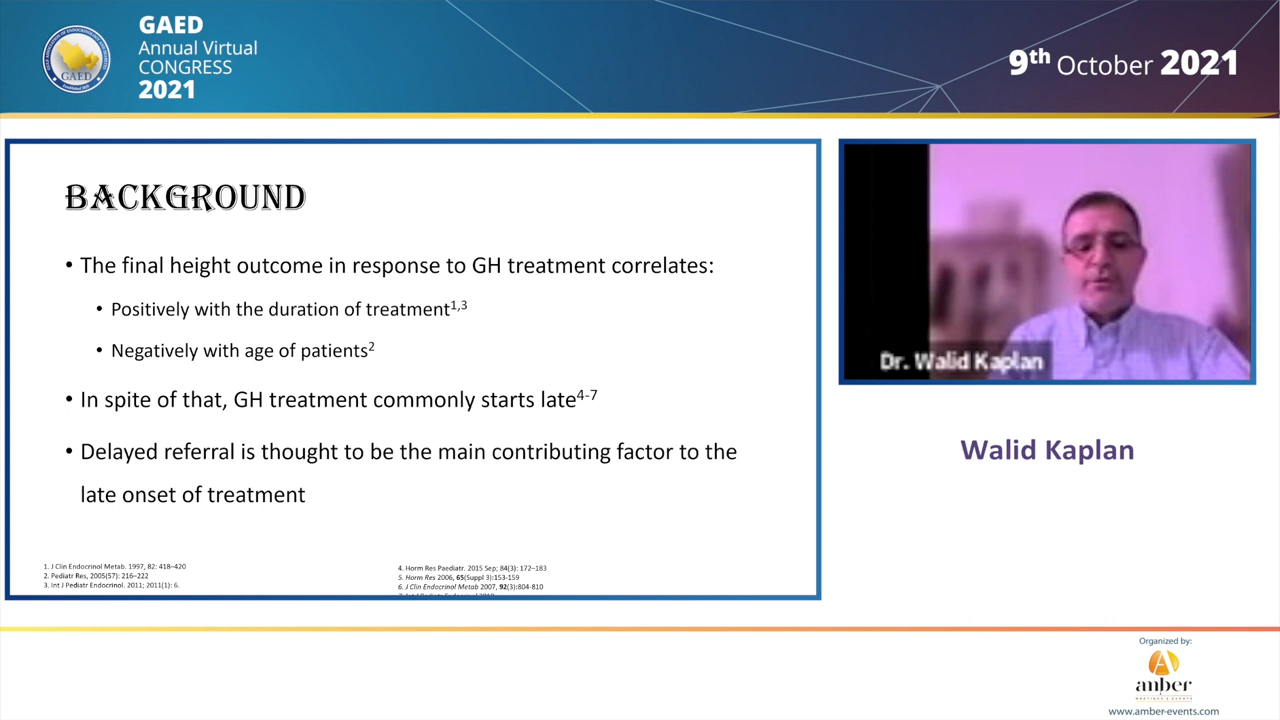 GAED
Annual Virtual
CONGRESS
2021
GAED
9th October 2021
BACKGROUND
• The final height outcome in response to GH treatment correlates:
• Positively with the duration of treatment1,3
• Negatively with age of patients2
• In spite of that, GH treatment commonly starts late4-7
• Delayed referral is thought to be the main contributing factor to the
late onset of treatment
1. J Clin Endocrinol Metab. 1997, 82: 418–420
2. Pediatr Res, 2005(57): 216–222
3. Int J Pediatr Endocrinol. 2011; 2011(1): 6.
4. Horm Res Paediatr. 2015 Sep; 84(3): 172–183
5. Horm Res 2006, 65(Suppl 3):153-159
6. J Clin Endocrinol Metab 2007, 92(3):804-810
Dr. Walid Kaplan
Walid Kaplan
Organized by:
anber
www.amber-events.com